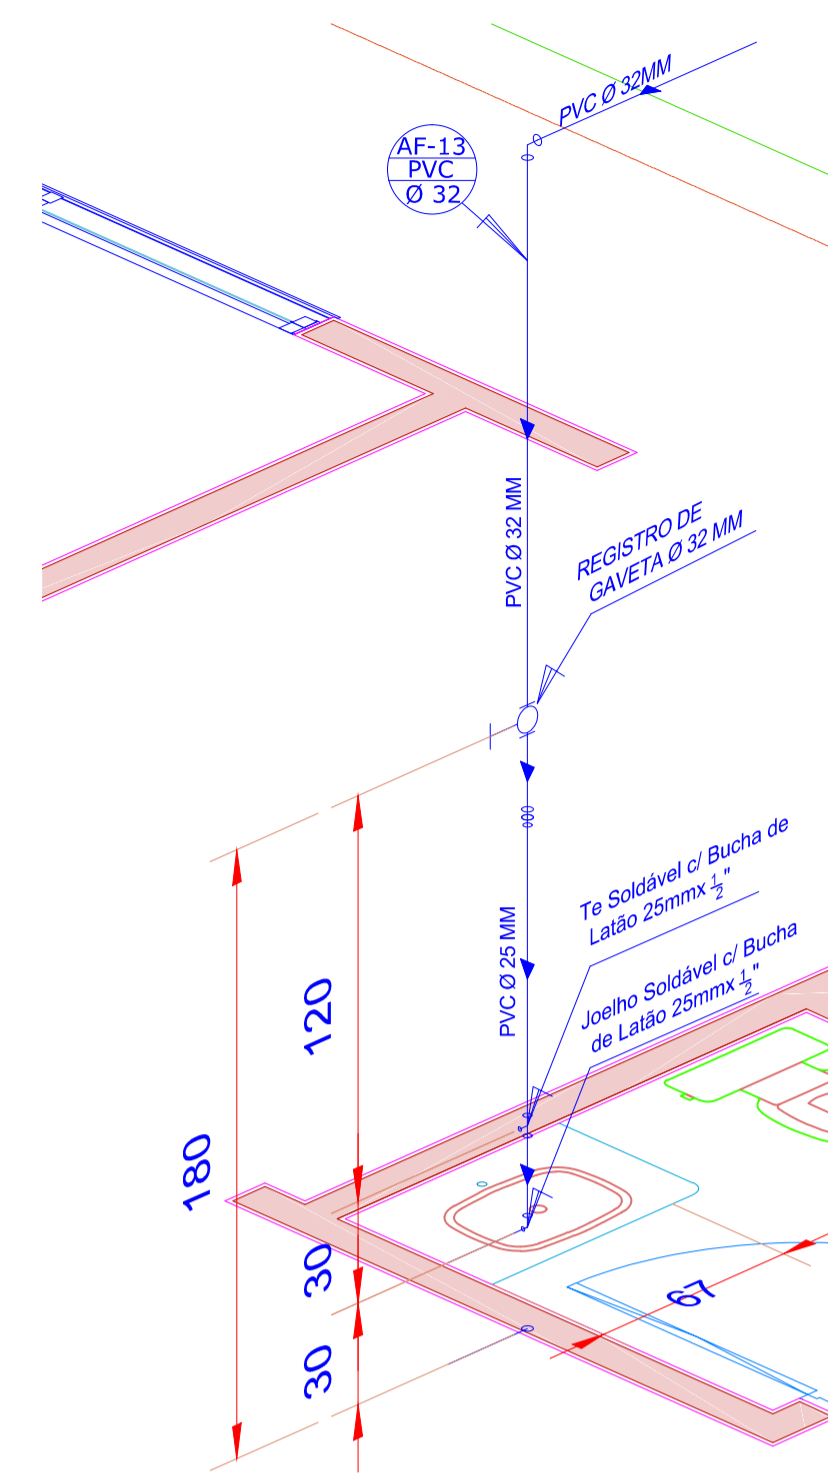 PVC Ø 32MM
AF-13
PVC
Ø 32
PVC Ø 32 MM
REGISTRO DE
GAVETA Ø 32 MM
Te Soldável c/ Bucha de
Latão 25mmx 1/2"
PVC Ø 25 MM
Joelho Soldável c/ Bucha
de Latão 25mmx 1/2"
120
180
30
67
30